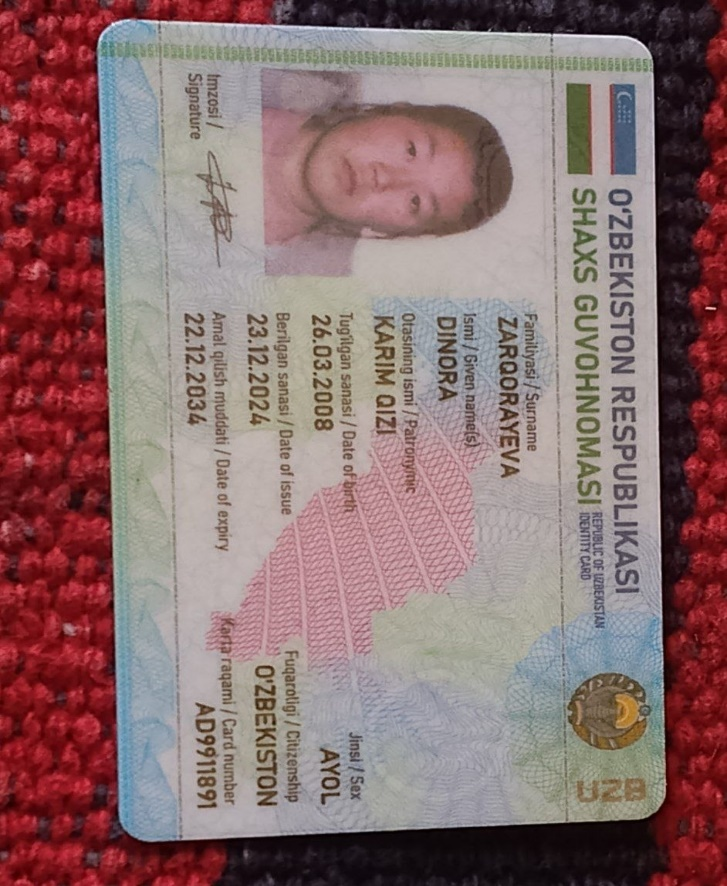 O'ZBEKISTON RESPUBLIKASI
SHAXS GUVOHNOMASI
REPUBLIC OF UZBEKISTAN
IDENTITY CARD
UZB
Familiyasi / Surname
ZARQORAYEVA
Ismi / Given name(s)
DINORA
Otasining ismi / Patronymic
KARIM QIZI
Tug'ilgan sanasi / Date of birth
26.03.2008
Jinsi / Sex
AYOL
Berilgan sanasi / Date of issue
23.12.2024
Fuqaroligi / Citizenship
O'ZBEKISTON
Amal qilish muddati / Date of expiry
22.12.2034
Karta raqami / Card number
AD9911891
Imzosi /
Signature